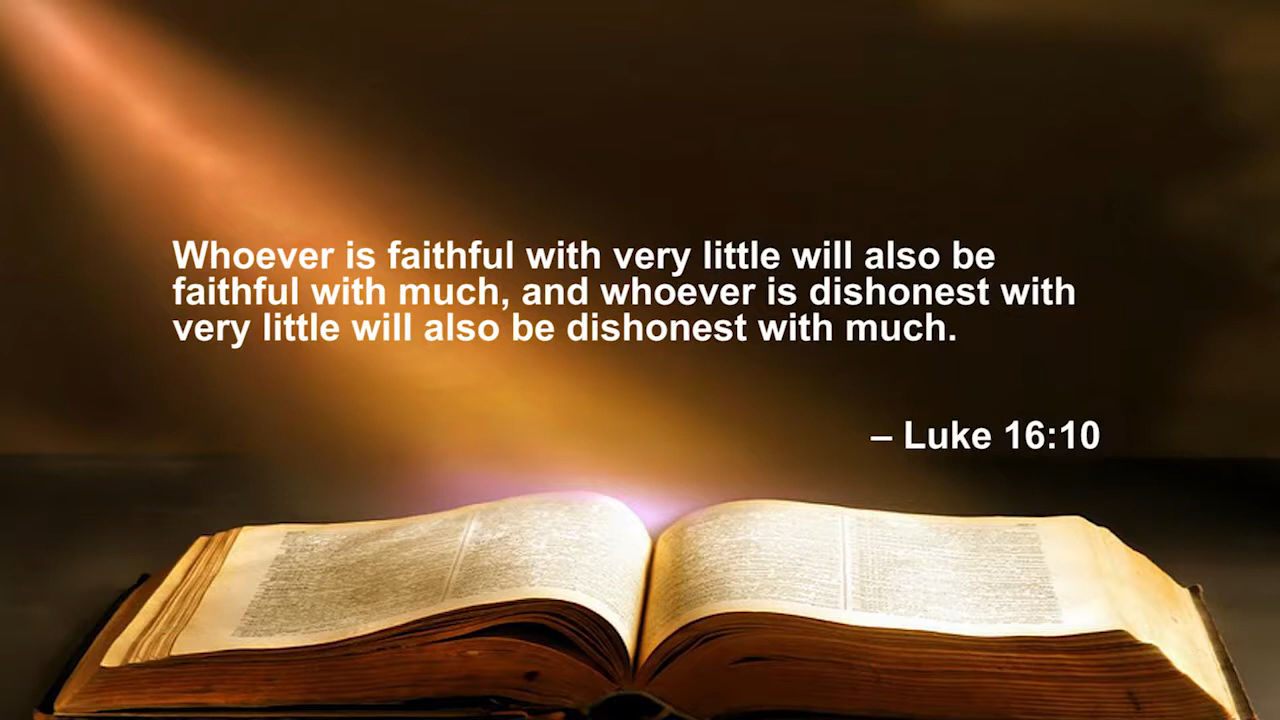 Whoever is faithful with very little will also be
faithful with much, and whoever is dishonest with
very little will also be dishonest with much.
– Luke 16:10